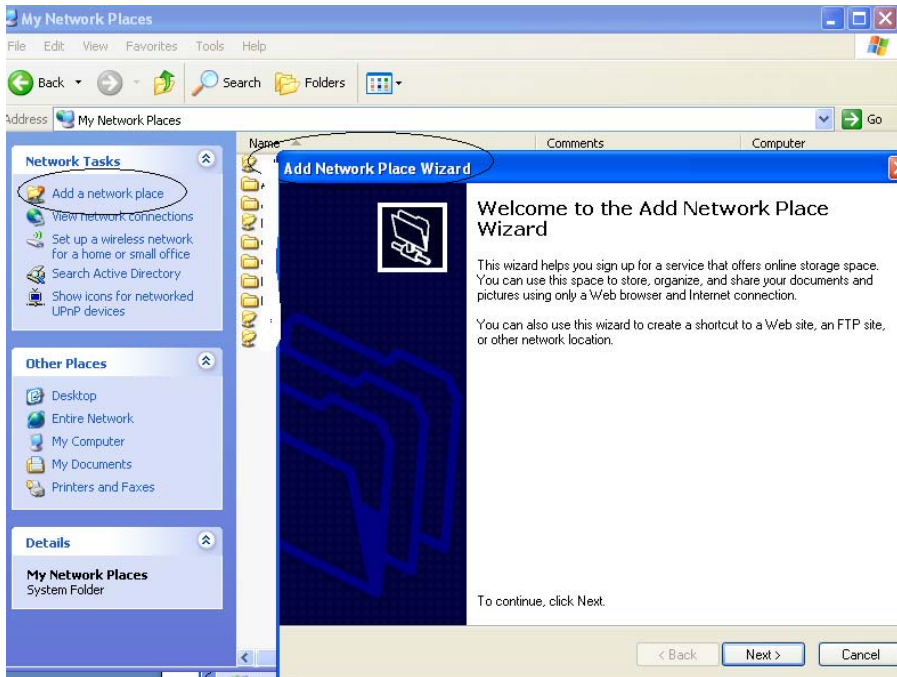 My Network Places
File Edit View Favorites Tools Help
Back Search Folders
Address My Network Places Go
Name Comments Computer
Network Tasks
Add a network place
View network connections
Set up a wireless network
for a home or small office
Search Active Directory
Show icons for networked
UPnP devices
Other Places
Desktop
Entire Network
My Computer
My Documents
Printers and Faxes
Details
My Network Places
System Folder
Add Network Place Wizard
Welcome to the Add Network Place
Wizard
This wizard helps you sign up for a service that offers online storage space.
You can use this space to store, organize, and share your documents and
pictures using only a Web browser and Internet connection.
You can also use this wizard to create a shortcut to a Web site, an FTP site,
or other network location.
To continue, click Next.
< Back Next > Cancel